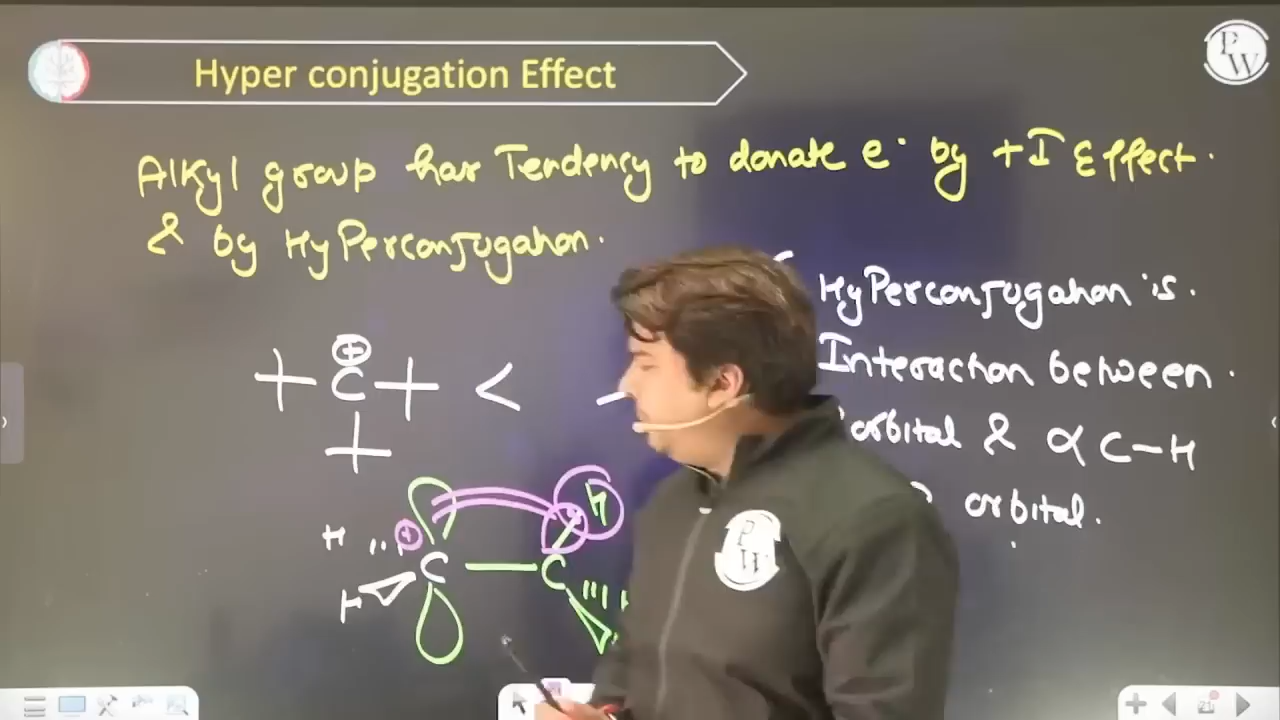 Hyper conjugation Effect
P
W
Alkyl group has Tendency to donate e⁻ by +I Effect.
& by HyPerconjugation.
HyPerconjugation is.
Interaction between.
orbital & α C-H
orbital.
⊕
C <
H H
⊕
H C C
H
P
W